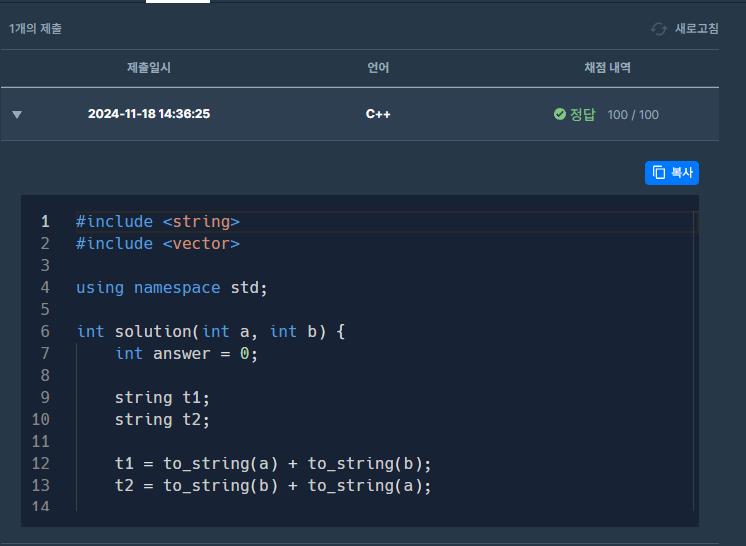 1개의 제출 새로고침
제출일시 언어 채점 내역
2024-11-18 14:36:25 C++ 정답 100 / 100
복사
1 #include <string>
2 #include <vector>
3
4 using namespace std;
5
6 int solution(int a, int b) {
7 int answer = 0;
8
9 string t1;
10 string t2;
11
12 t1 = to_string(a) + to_string(b);
13 t2 = to_string(b) + to_string(a);
14